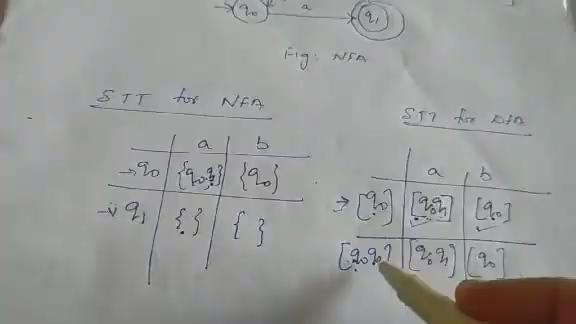 q₀ a q₁
Fig: NFA
STT for NFA
a b
→q₀ {q₀,q₁} {q₀}
q₁ { } { }
STT for DFA
a b
→[q₀] [q₀q₁] [q₀]
[q₀q₁] [q₀q₁] [q₀]